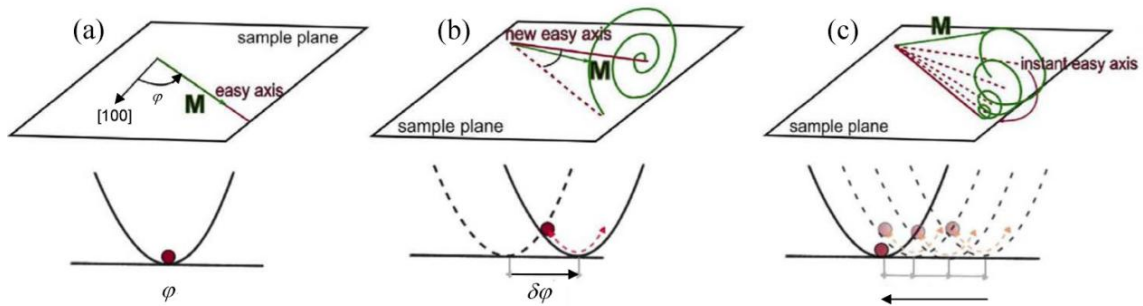 (a)
sample plane
[100]
φ
M
easy axis
φ
(b)
new easy axis
M
sample plane
δφ
(c)
M
instant easy axis
sample plane